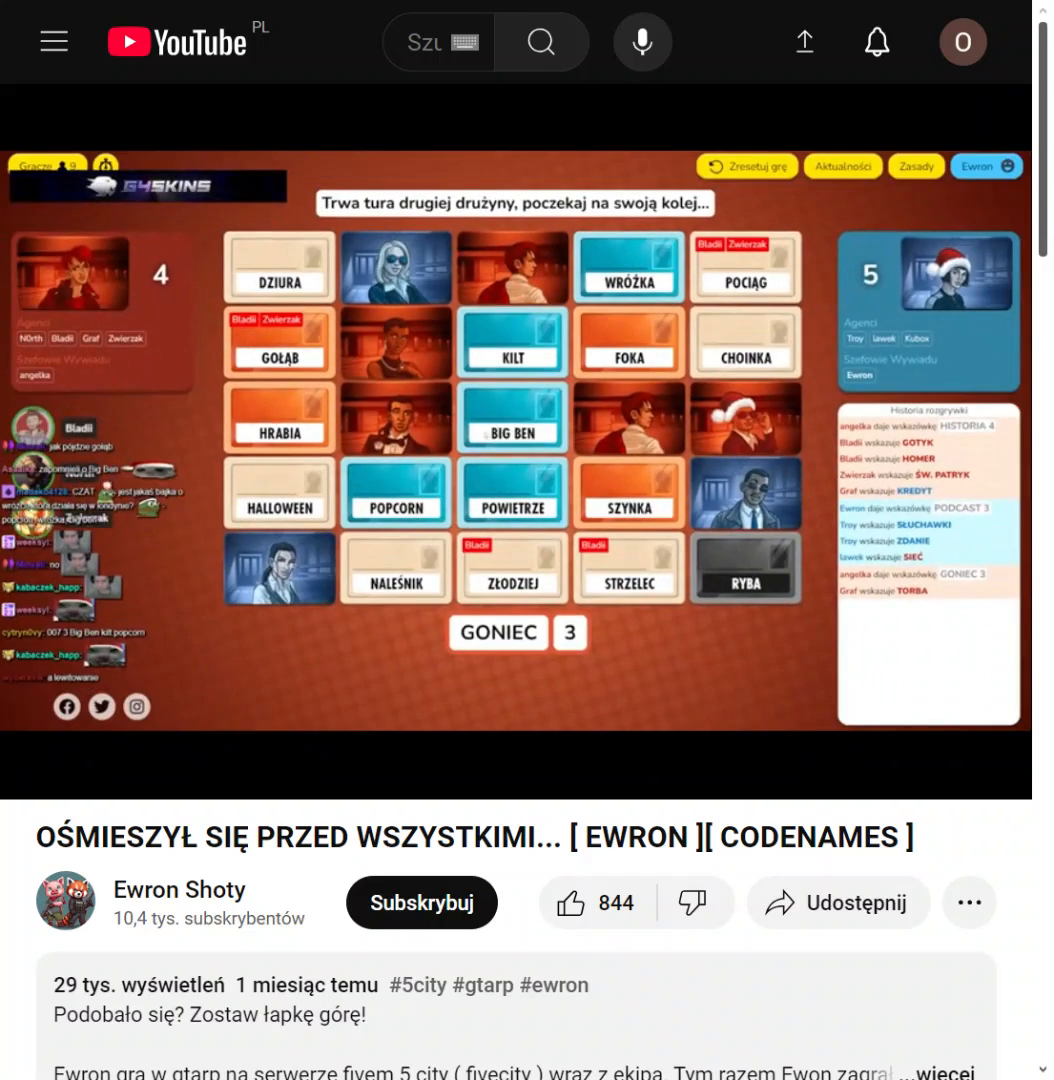 YouTube PL
Szu
O
Gracze 9
Zresetuj grę
Aktualności
Zasady
Ewron
G4SKINS
Trwa tura drugiej drużyny, poczekaj na swoją kolej...
4
Agenci
N0rth Bladii Graf Zwierzak
Szefowie Wywiadu
angelka
DZIURA
WRÓŻKA
Bladii Zwierzak
POCIĄG
Bladii Zwierzak
GOŁĄB
KILT
FOKA
CHOINKA
HRABIA
BIG BEN
HALLOWEEN
POPCORN
POWIETRZE
SZYNKA
NALEŚNIK
Bladii
ZŁODZIEJ
Bladii
STRZELEC
RYBA
GONIEC 3
5
Agenci
Troy lawek Kubox
Szefowie Wywiadu
Ewron
Historia rozgrywki
angelka daje wskazówkę HISTORIA 4
Bladii wskazuje GOTYK
Bladii wskazuje HOMER
Zwierzak wskazuje ŚW. PATRYK
Graf wskazuje KREDYT
Ewron daje wskazówkę PODCAST 3
Troy wskazuje SŁUCHAWKI
Troy wskazuje ZDANIE
lawek wskazuje SIEĆ
angelka daje wskazówkę GONIEC 3
Graf wskazuje TORBA
Bladii
jak pójdzie gołąb
zapomnieli o Big Ben
CZAT jest jakaś bajka o
wróżce która dzieje się w londynie?
weeksyl:
no
kabaczek_happ:
weeksyl:
cytryn0vy: 007 3 Big Ben kilt popcorn
kabaczek_happ:
a lewitowanie
OŚMIESZYŁ SIĘ PRZED WSZYSTKIMI... [ EWRON ][ CODENAMES ]
Ewron Shoty
10,4 tys. subskrybentów
Subskrybuj
844
Udostępnij
29 tys. wyświetleń 1 miesiąc temu #5city #gtarp #ewron
Podobało się? Zostaw łapkę górę!
Ewron gra w gtarp na serwerze fivem 5 city ( fivecity ) wraz z ekipą. Tym razem Ewon zagrał ...więcej